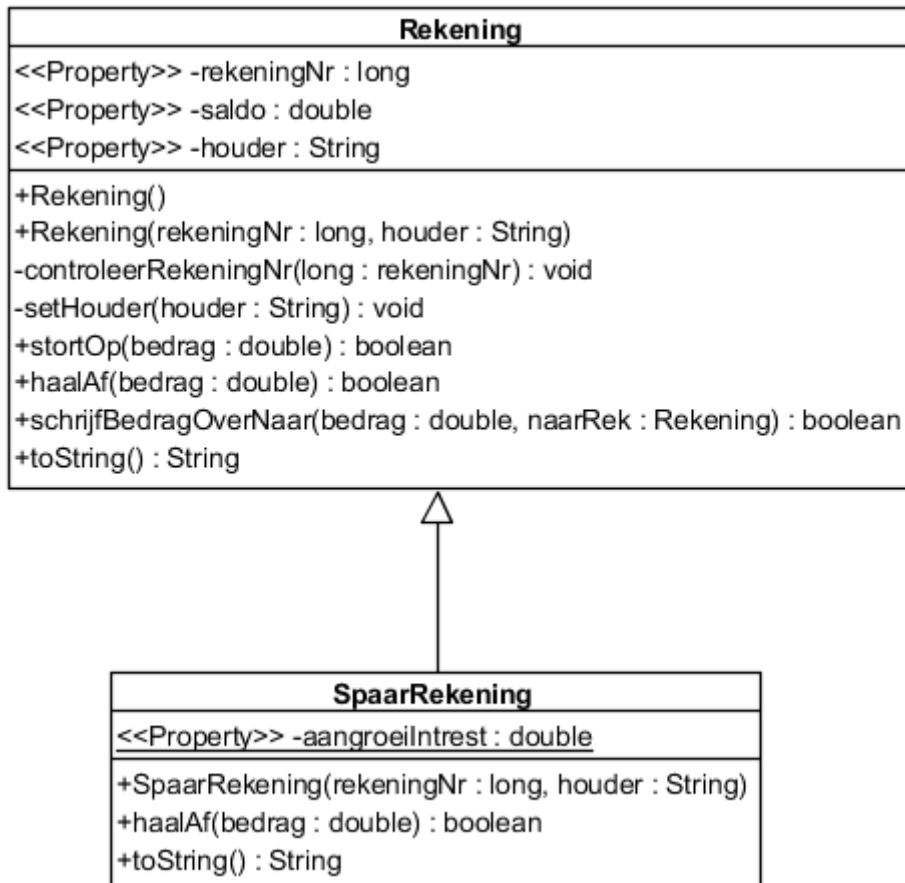 Rekening
<<Property>> -rekeningNr : long
<<Property>> -saldo : double
<<Property>> -houder : String
+Rekening()
+Rekening(rekeningNr : long, houder : String)
-controleerRekeningNr(long : rekeningNr) : void
-setHouder(houder : String) : void
+stortOp(bedrag : double) : boolean
+haalAf(bedrag : double) : boolean
+schrijfBedragOverNaar(bedrag : double, naarRek : Rekening) : boolean
+toString() : String
SpaarRekening
<<Property>> -aangroeiIntrest : double
+SpaarRekening(rekeningNr : long, houder : String)
+haalAf(bedrag : double) : boolean
+toString() : String